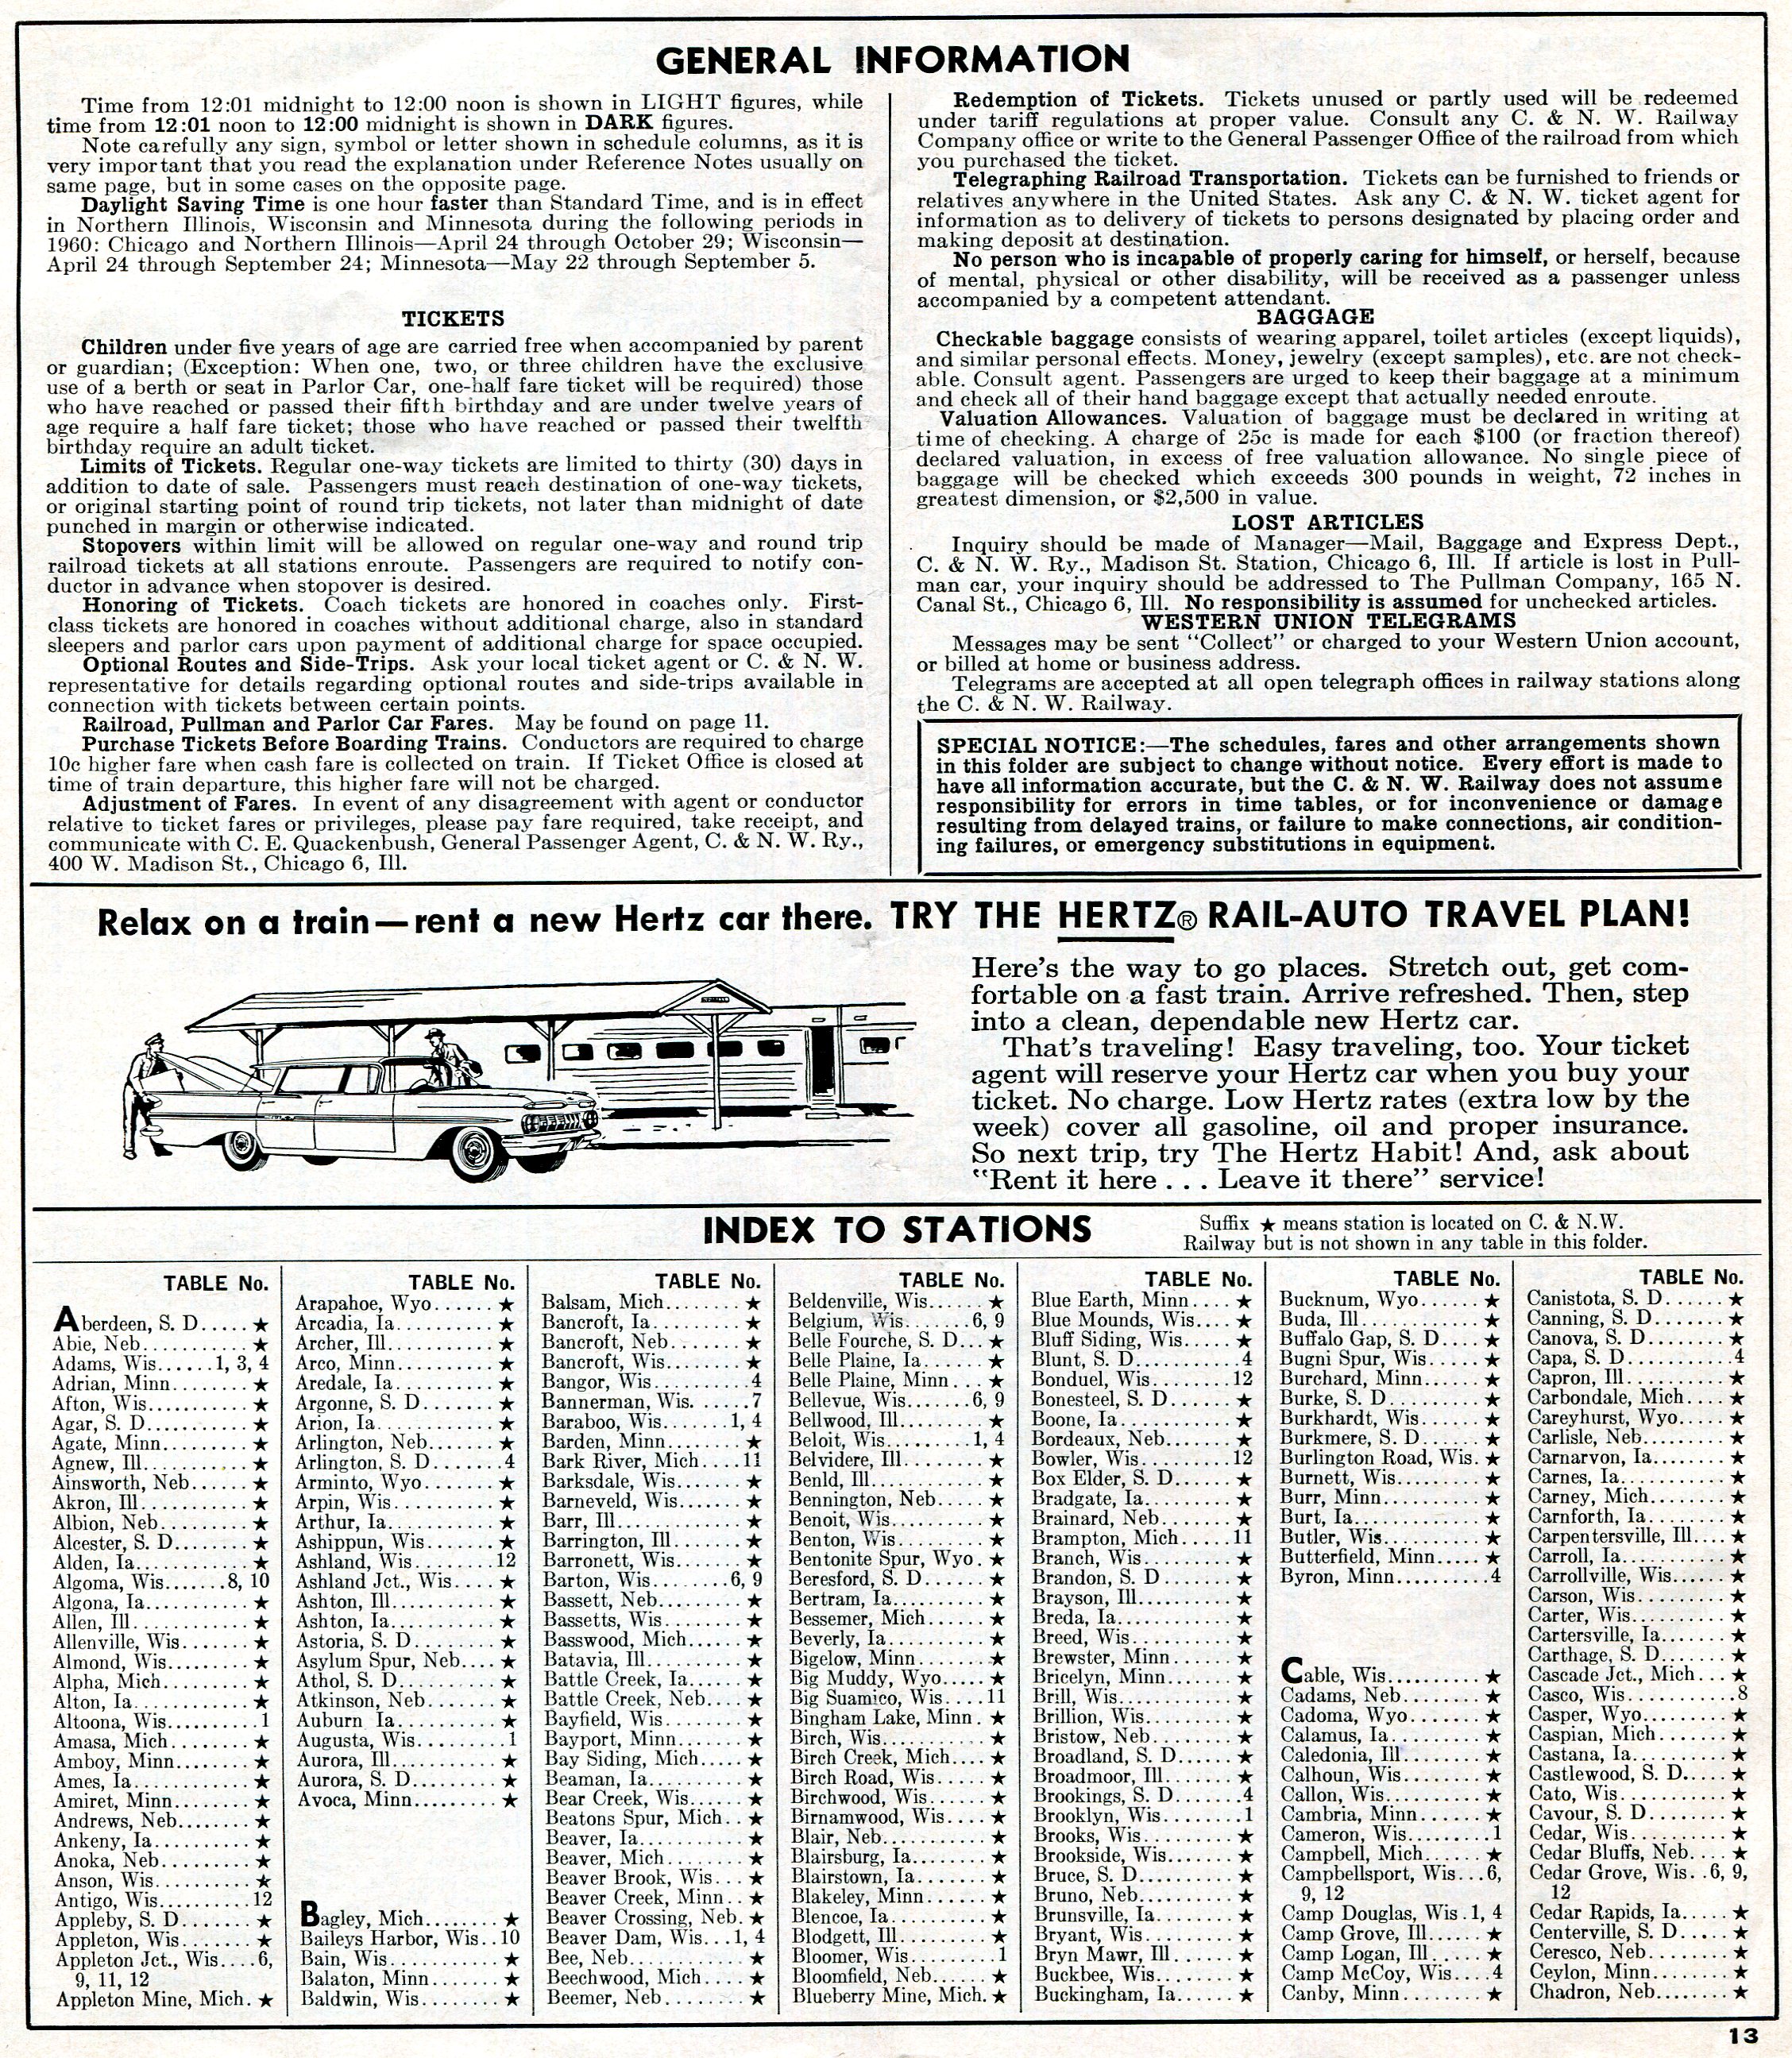 GENERAL INFORMATION
Time from 12:01 midnight to 12:00 noon is shown in LIGHT figures, while
time from 12:01 noon to 12:00 midnight is shown in DARK figures.
Note carefully any sign, symbol or letter shown in schedule columns, as it is
very important that you read the explanation under Reference Notes usually on
same page, but in some cases on the opposite page.
Daylight Saving Time is one hour faster than Standard Time, and is in effect
in Northern Illinois, Wisconsin and Minnesota during the following periods in
1960: Chicago and Northern Illinois—April 24 through October 29; Wisconsin—
April 24 through September 24; Minnesota—May 22 through September 5.
TICKETS
Children under five years of age are carried free when accompanied by parent
or guardian; (Exception: When one, two, or three children have the exclusive
use of a berth or seat in Parlor Car, one-half fare ticket will be required) those
who have reached or passed their fifth birthday and are under twelve years of
age require a half fare ticket; those who have reached or passed their twelfth
birthday require an adult ticket.
Limits of Tickets. Regular one-way tickets are limited to thirty (30) days in
addition to date of sale. Passengers must reach destination of one-way tickets,
or original starting point of round trip tickets, not later than midnight of date
punched in margin or otherwise indicated.
Stopovers within limit will be allowed on regular one-way and round trip
railroad tickets at all stations enroute. Passengers are required to notify con-
ductor in advance when stopover is desired.
Honoring of Tickets. Coach tickets are honored in coaches only. First-
class tickets are honored in coaches without additional charge, also in standard
sleepers and parlor cars upon payment of additional charge for space occupied.
Optional Routes and Side-Trips. Ask your local ticket agent or C. & N. W.
representative for details regarding optional routes and side-trips available in
connection with tickets between certain points.
Railroad, Pullman and Parlor Car Fares. May be found on page 11.
Purchase Tickets Before Boarding Trains. Conductors are required to charge
10c higher fare when cash fare is collected on train. If Ticket Office is closed at
time of train departure, this higher fare will not be charged.
Adjustment of Fares. In event of any disagreement with agent or conductor
relative to ticket fares or privileges, please pay fare required, take receipt, and
communicate with C. E. Quackenbush, General Passenger Agent, C. & N. W. Ry.,
400 W. Madison St., Chicago 6, Ill.
Redemption of Tickets. Tickets unused or partly used will be redeemed
under tariff regulations at proper value. Consult any C. & N. W. Railway
Company office or write to the General Passenger Office of the railroad from which
you purchased the ticket.
Telegraphing Railroad Transportation. Tickets can be furnished to friends or
relatives anywhere in the United States. Ask any C. & N. W. ticket agent for
information as to delivery of tickets to persons designated by placing order and
making deposit at destination.
No person who is incapable of properly caring for himself, or herself, because
of mental, physical or other disability, will be received as a passenger unless
accompanied by a competent attendant.
BAGGAGE
Checkable baggage consists of wearing apparel, toilet articles (except liquids),
and similar personal effects. Money, jewelry (except samples), etc. are not check-
able. Consult agent. Passengers are urged to keep their baggage at a minimum
and check all of their hand baggage except that actually needed enroute.
Valuation Allowances. Valuation of baggage must be declared in writing at
time of checking. A charge of 25c is made for each $100 (or fraction thereof)
declared valuation, in excess of free valuation allowance. No single piece of
baggage will be checked which exceeds 300 pounds in weight, 72 inches in
greatest dimension, or $2,500 in value.
LOST ARTICLES
Inquiry should be made of Manager—Mail, Baggage and Express Dept.,
C. & N. W. Ry., Madison St. Station, Chicago 6, Ill. If article is lost in Pull-
man car, your inquiry should be addressed to The Pullman Company, 165 N.
Canal St., Chicago 6, Ill. No responsibility is assumed for unchecked articles.
WESTERN UNION TELEGRAMS
Messages may be sent "Collect" or charged to your Western Union account,
or billed at home or business address.
Telegrams are accepted at all open telegraph offices in railway stations along
the C. & N. W. Railway.
SPECIAL NOTICE:—The schedules, fares and other arrangements shown
in this folder are subject to change without notice. Every effort is made to
have all information accurate, but the C. & N. W. Railway does not assume
responsibility for errors in time tables, or for inconvenience or damage
resulting from delayed trains, or failure to make connections, air condition-
ing failures, or emergency substitutions in equipment.
Relax on a train—rent a new Hertz car there. TRY THE HERTZ® RAIL-AUTO TRAVEL PLAN!
Here's the way to go places. Stretch out, get com-
fortable on a fast train. Arrive refreshed. Then, step
into a clean, dependable new Hertz car.
That's traveling! Easy traveling, too. Your ticket
agent will reserve your Hertz car when you buy your
ticket. No charge. Low Hertz rates (extra low by the
week) cover all gasoline, oil and proper insurance.
So next trip, try The Hertz Habit! And, ask about
"Rent it here . . . Leave it there" service!
INDEX TO STATIONS
Suffix ★ means station is located on C. & N.W.
Railway but is not shown in any table in this folder.
TABLE No.
Aberdeen, S. D.....★
Abie, Neb..........★
Adams, Wis......1, 3, 4
Adrian, Minn.......★
Afton, Wis.........★
Agar, S. D.........★
Agate, Minn........★
Agnew, Ill.........★
Ainsworth, Neb.....★
Akron, Ill.........★
Albion, Neb........★
Alcester, S. D.....★
Alden, Ia..........★
Algoma, Wis.......8, 10
Algona, Ia.........★
Allen, Ill.........★
Allenville, Wis....★
Almond, Wis........★
Alpha, Mich........★
Alton, Ia..........★
Altoona, Wis.......1
Amasa, Mich........★
Amboy, Minn........★
Ames, Ia...........★
Amiret, Minn.......★
Andrews, Neb.......★
Ankeny, Ia.........★
Anoka, Neb.........★
Anson, Wis.........★
Antigo, Wis........12
Appleby, S. D......★
Appleton, Wis......★
Appleton Jct., Wis....6,
9, 11, 12
Appleton Mine, Mich. ★
TABLE No.
Arapahoe, Wyo......★
Arcadia, Ia........★
Archer, Ill........★
Arco, Minn.........★
Aredale, Ia........★
Argonne, S. D......★
Arion, Ia..........★
Arlington, Neb.....★
Arlington, S. D....4
Arminto, Wyo.......★
Arpin, Wis.........★
Arthur, Ia.........★
Ashippun, Wis......★
Ashland, Wis.......12
Ashland Jct., Wis....★
Ashton, Ill........★
Ashton, Ia.........★
Astoria, S. D......★
Asylum Spur, Neb....★
Athol, S. D........★
Atkinson, Neb......★
Auburn Ia..........★
Augusta, Wis.......1
Aurora, Ill........★
Aurora, S. D.......★
Avoca, Minn........★
Bagley, Mich.......★
Baileys Harbor, Wis..10
Bain, Wis..........★
Balaton, Minn......★
Baldwin, Wis.......★
TABLE No.
Balsam, Mich.......★
Bancroft, Ia.......★
Bancroft, Neb......★
Bancroft, Wis......★
Bangor, Wis........4
Bannerman, Wis.....7
Baraboo, Wis.......1, 4
Barden, Minn.......★
Bark River, Mich....11
Barksdale, Wis.....★
Barneveld, Wis.....★
Barr, Ill..........★
Barrington, Ill....★
Barronett, Wis.....★
Barton, Wis........6, 9
Bassett, Neb.......★
Bassetts, Wis......★
Basswood, Mich.....★
Batavia, Ill.......★
Battle Creek, Ia...★
Battle Creek, Neb..★
Bayfield, Wis......★
Bayport, Minn......★
Bay Siding, Mich...★
Beaman, Ia.........★
Bear Creek, Wis....★
Beatons Spur, Mich..★
Beaver, Ia.........★
Beaver, Mich.......★
Beaver Brook, Wis...★
Beaver Creek, Minn..★
Beaver Crossing, Neb. ★
Beaver Dam, Wis...1, 4
Bee, Neb...........★
Beechwood, Mich....★
Beemer, Neb........★
TABLE No.
Beldenville, Wis...★
Belgium, Wis.......6, 9
Belle Fourche, S. D...★
Belle Plaine, Ia...★
Belle Plaine, Minn...★
Bellevue, Wis......6, 9
Bellwood, Ill......★
Beloit, Wis........1, 4
Belvidere, Ill.....★
Benld, Ill.........★
Bennington, Neb....★
Benoit, Wis........★
Benton, Wis........★
Bentonite Spur, Wyo. ★
Beresford, S. D....★
Bertram, Ia........★
Bessemer, Mich.....★
Beverly, Ia........★
Bigelow, Minn......★
Big Muddy, Wyo.....★
Big Suamico, Wis....11
Bingham Lake, Minn. ★
Birch, Wis.........★
Birch Creek, Mich...★
Birch Road, Wis....★
Birchwood, Wis.....★
Birnamwood, Wis....★
Blair, Neb.........★
Blairsburg, Ia.....★
Blairstown, Ia.....★
Blakeley, Minn.....★
Blencoe, Ia........★
Blodgett, Ill......★
Bloomer, Wis.......1
Bloomfield, Neb....★
Blueberry Mine, Mich. ★
TABLE No.
Blue Earth, Minn....★
Blue Mounds, Wis....★
Bluff Siding, Wis...★
Blunt, S. D........4
Bonduel, Wis.......12
Bonesteel, S. D....★
Boone, Ia..........★
Bordeaux, Neb......★
Bowler, Wis........12
Box Elder, S. D....★
Bradgate, Ia.......★
Brainard, Neb......★
Brampton, Mich.....11
Branch, Wis........★
Brandon, S. D......★
Brayson, Ill.......★
Breda, Ia..........★
Breed, Wis.........★
Brewster, Minn.....★
Bricelyn, Minn.....★
Brill, Wis.........★
Brillion, Wis......★
Bristow, Neb.......★
Broadland, S. D....★
Broadmoor, Ill.....★
Brookings, S. D....4
Brooklyn, Wis......1
Brooks, Wis........★
Brookside, Wis.....★
Bruce, S. D........★
Bruno, Neb.........★
Brunsville, Ia.....★
Bryant, Wis........★
Bryn Mawr, Ill.....★
Buckbee, Wis.......★
Buckingham, Ia.....★
TABLE No.
Bucknum, Wyo.......★
Buda, Ill..........★
Buffalo Gap, S. D...★
Bugni Spur, Wis....★
Burchard, Minn.....★
Burke, S. D........★
Burkhardt, Wis.....★
Burkmere, S. D.....★
Burlington Road, Wis. ★
Burnett, Wis.......★
Burr, Minn.........★
Burt, Ia...........★
Butler, Wis........★
Butterfield, Minn....★
Byron, Minn........4
Cable, Wis.........★
Cadams, Neb........★
Cadoma, Wyo........★
Calamus, Ia........★
Caledonia, Ill.....★
Calhoun, Wis.......★
Callon, Wis........★
Cambria, Minn......★
Cameron, Wis.......1
Campbell, Mich.....★
Campbellsport, Wis...6,
9, 12
Camp Douglas, Wis. 1, 4
Camp Grove, Ill....★
Camp Logan, Ill....★
Camp McCoy, Wis....4
Canby, Minn........★
TABLE No.
Canistota, S. D....★
Canning, S. D......★
Canova, S. D.......★
Capa, S. D.........4
Capron, Ill........★
Carbondale, Mich...★
Careyhurst, Wyo....★
Carlisle, Neb......★
Carnarvon, Ia......★
Carnes, Ia.........★
Carney, Mich.......★
Carnforth, Ia......★
Carpentersville, Ill....★
Carroll, Ia........★
Carrollville, Wis...★
Carson, Wis........★
Carter, Wis........★
Cartersville, Ia...★
Carthage, S. D.....★
Cascade Jct., Mich...★
Casco, Wis.........8
Casper, Wyo........★
Caspian, Mich......★
Castana, Ia........★
Castlewood, S. D....★
Cato, Wis..........★
Cavour, S. D.......★
Cedar, Wis.........★
Cedar Bluffs, Neb...★
Cedar Grove, Wis..6, 9,
12
Cedar Rapids, Ia....★
Centerville, S. D...★
Ceresco, Neb.......★
Ceylon, Minn.......★
Chadron, Neb.......★
13